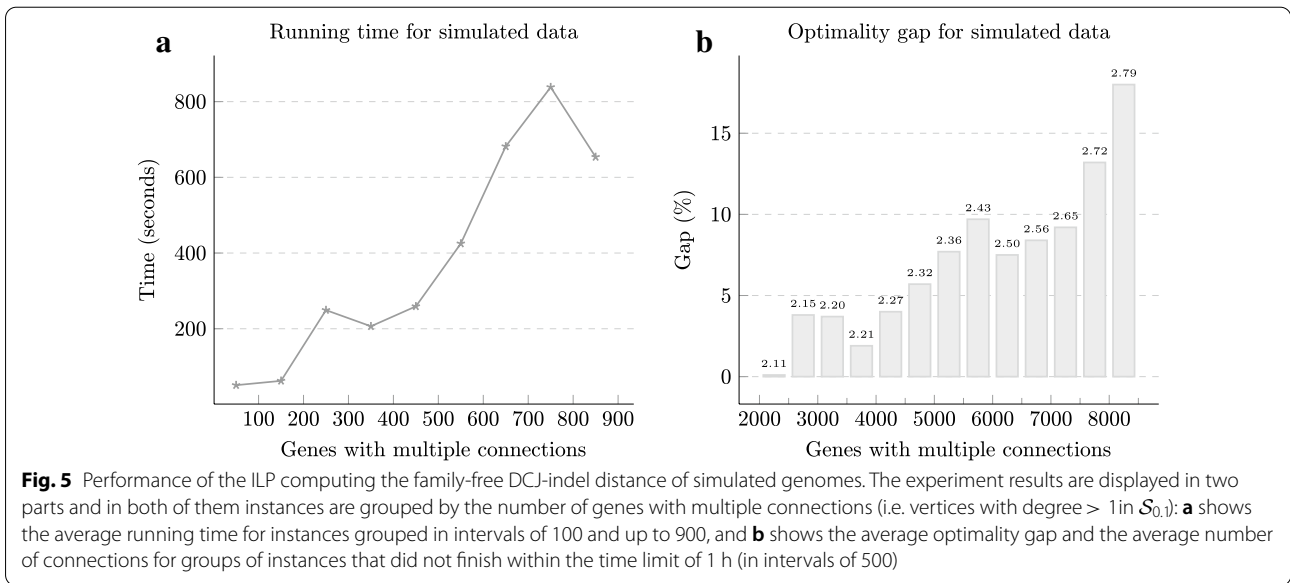 a
Running time for simulated data
800
600
400
200
Time (seconds)
100 200 300 400 500 600 700 800 900
Genes with multiple connections
b
Optimality gap for simulated data
15
10
5
0
Gap (%)
2.11
2.15
2.20
2.21
2.27
2.32
2.36
2.43
2.50
2.56
2.65
2.72
2.79
2000 3000 4000 5000 6000 7000 8000
Genes with multiple connections
Fig. 5 Performance of the ILP computing the family-free DCJ-indel distance of simulated genomes. The experiment results are displayed in two
parts and in both of them instances are grouped by the number of genes with multiple connections (i.e. vertices with degree > 1in 𝒮0.1): a shows
the average running time for instances grouped in intervals of 100 and up to 900, and b shows the average optimality gap and the average number
of connections for groups of instances that did not finish within the time limit of 1 h (in intervals of 500)